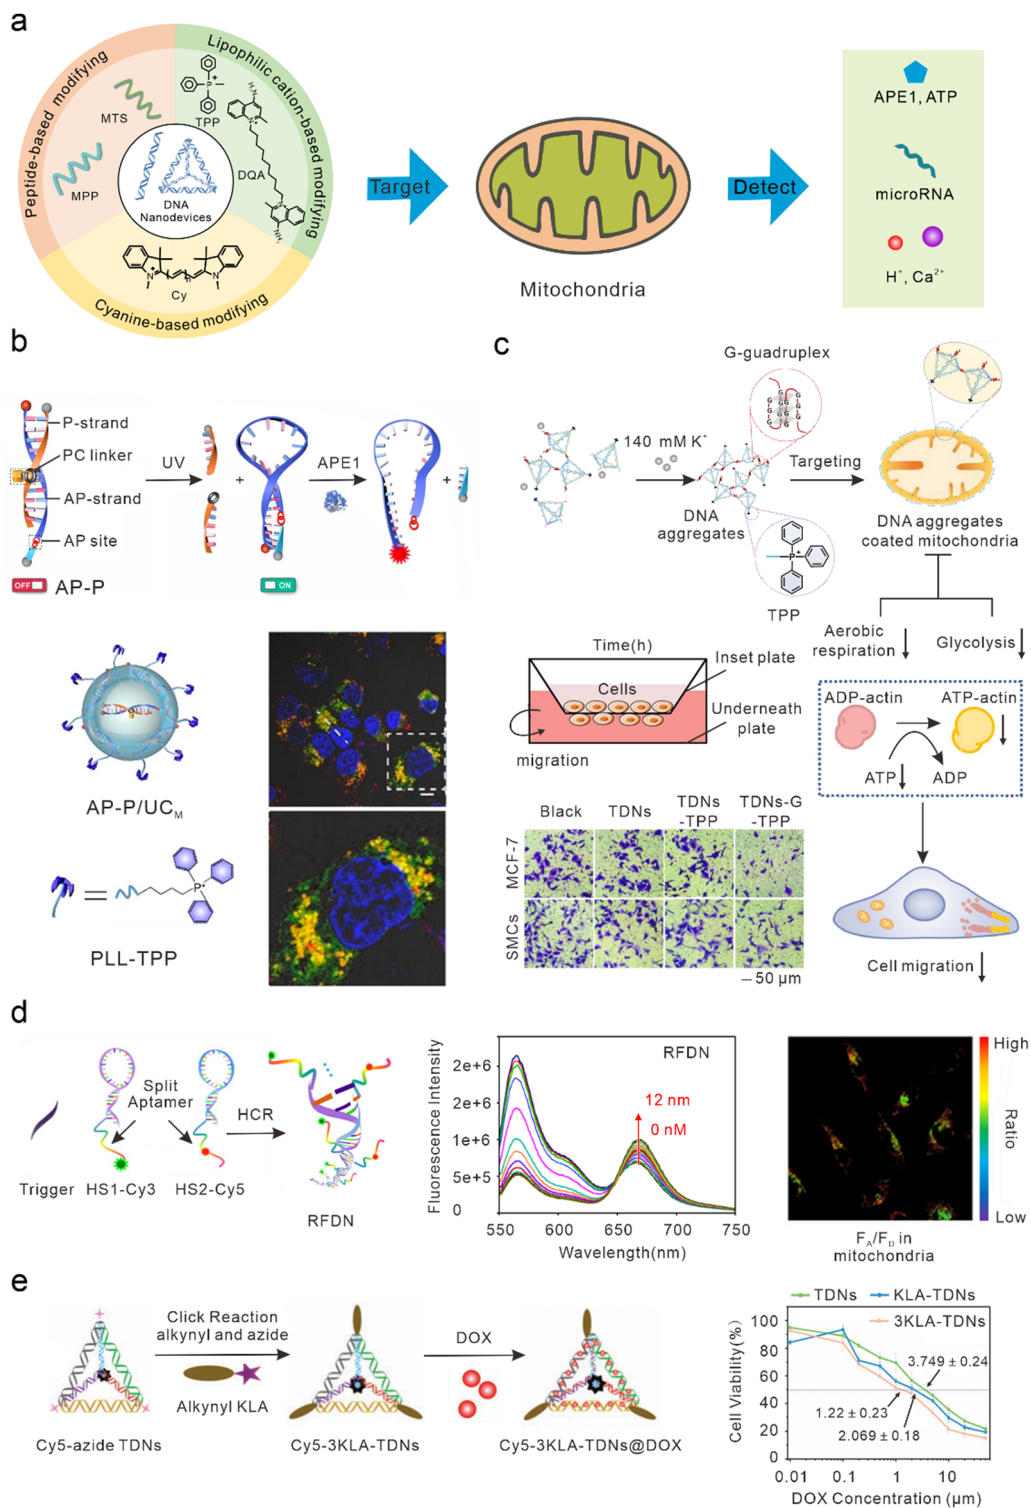 a
Peptide-based modifying
Lipophilic cation-based modifying
Cyanine-based modifying
MTS
MPP
TPP
DQA
DNA
Nanodevices
Cy
Target
Mitochondria
Detect
APE1, ATP
microRNA
H⁺, Ca²⁺
b
P-strand
PC linker
AP-strand
AP site
OFF
AP-P
UV
+
ON
APE1
+
AP-P/UC_M
PLL-TPP
c
G-guadruplex
140 mM K⁺
DNA
aggregates
Targeting
TPP
DNA aggregates
coated mitochondria
Aerobic
respiration
Glycolysis
ADP-actin
ATP-actin
ATP
ADP
Cell migration
Time(h)
Cells
Inset plate
Underneath
plate
migration
Black
TDNs
TDNs
-TPP
TDNs-G
-TPP
MCF-7
SMCs
50 μm
d
Trigger
HS1-Cy3
Split
Aptamer
HS2-Cy5
HCR
RFDN
Fluorescence Intensity
2e+6
2e+6
1e+6
5e+5
0
550
600
650
700
750
Wavelength(nm)
RFDN
12 nm
0 nM
High
Ratio
Low
F_A/F_D in
mitochondria
e
Cy5-azide TDNs
Click Reaction
alkynyl and azide
Alkynyl KLA
Cy5-3KLA-TDNs
DOX
Cy5-3KLA-TDNs@DOX
TDNs
KLA-TDNs
3KLA-TDNs
Cell Viability(%)
100
80
60
40
20
0
3.749 ± 0.24
1.22 ± 0.23
2.069 ± 0.18
0.01
0.1
1
10
DOX Concentration (μm)